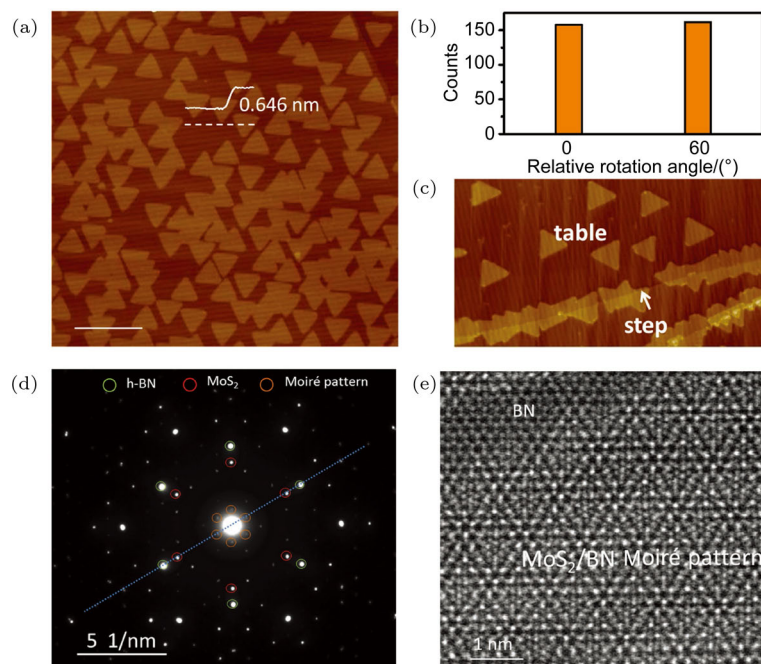 (a)
0.646 nm
(b)
150
100
50
0
Counts
0
60
Relative rotation angle/(°)
(c)
table
step
(d)
h-BN
MoS₂
Moiré pattern
5 1/nm
(e)
BN
MoS₂/BN Moiré pattern
1 nm